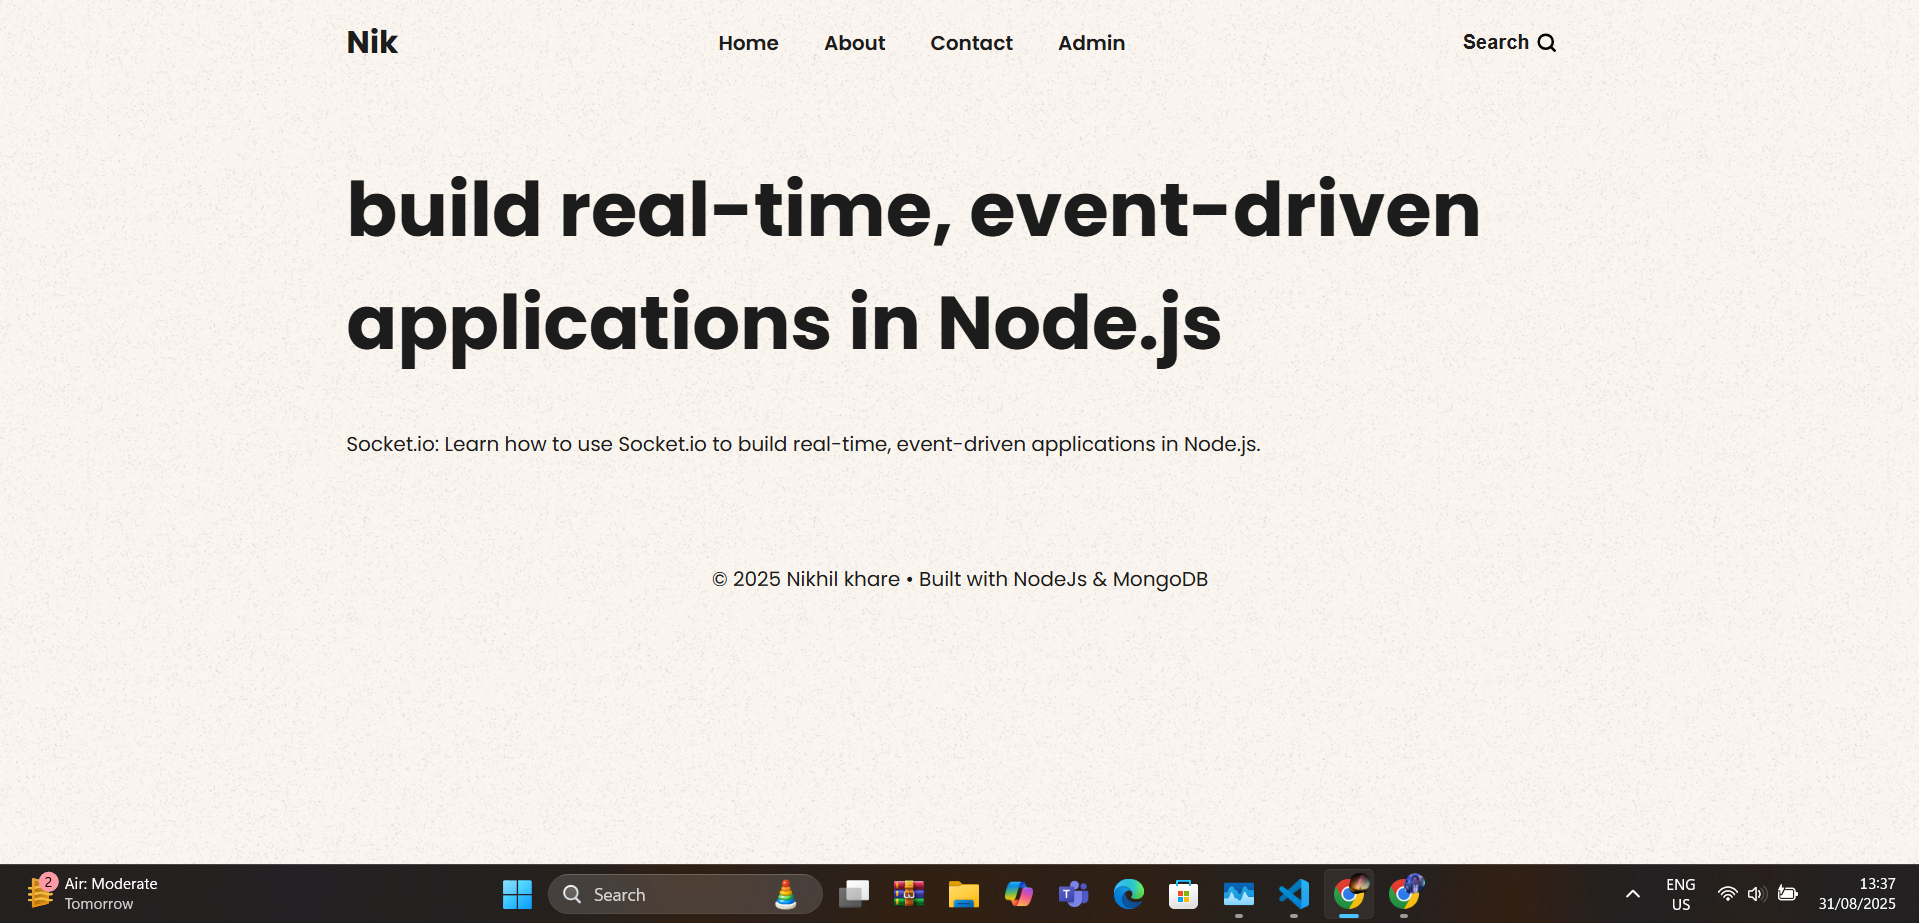 Nik
Home About Contact Admin
Search
build real-time, event-driven
applications in Node.js
Socket.io: Learn how to use Socket.io to build real-time, event-driven applications in Node.js.
© 2025 Nikhil khare • Built with NodeJs & MongoDB
2
Air: Moderate
Tomorrow
Search
ENG
US
13:37
31/08/2025